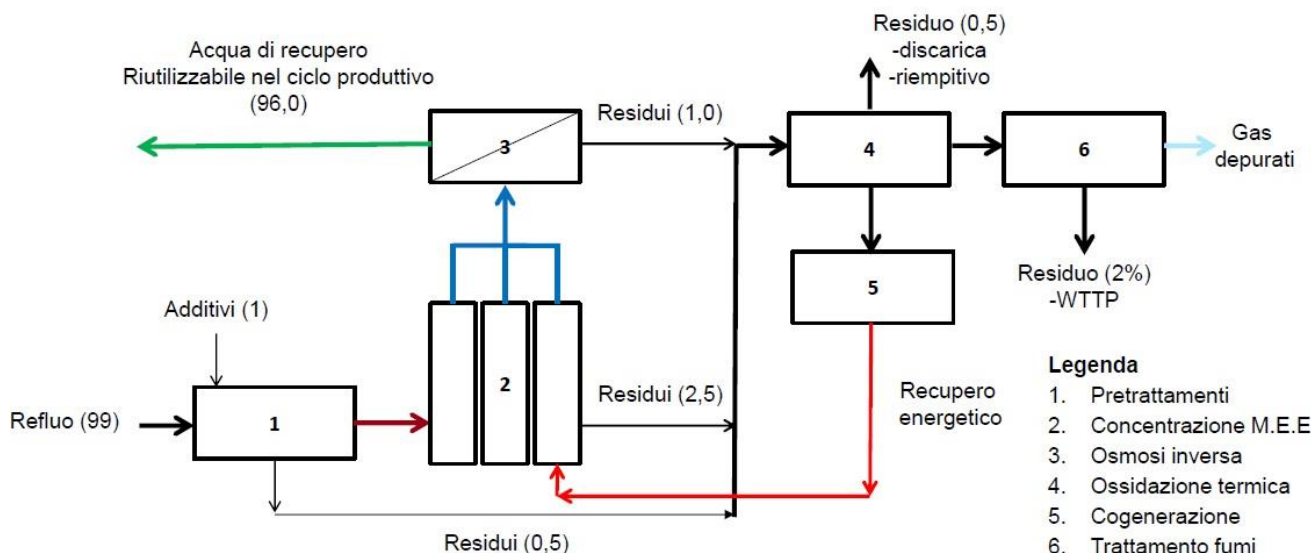 Residuo (0,5)
-discarica
-riempitivo
Acqua di recupero
Riutilizzabile nel ciclo produttivo
(96,0)
Residui (1,0)
3
4
6
Gas
depurati
Residuo (2%)
-WTTP
5
Additivi (1)
2
Residui (2,5)
Recupero
energetico
Refluo (99)
1
Residui (0,5)
Legenda
1. Pretrattamenti
2. Concentrazione M.E.E
3. Osmosi inversa
4. Ossidazione termica
5. Cogenerazione
6. Trattamento fumi